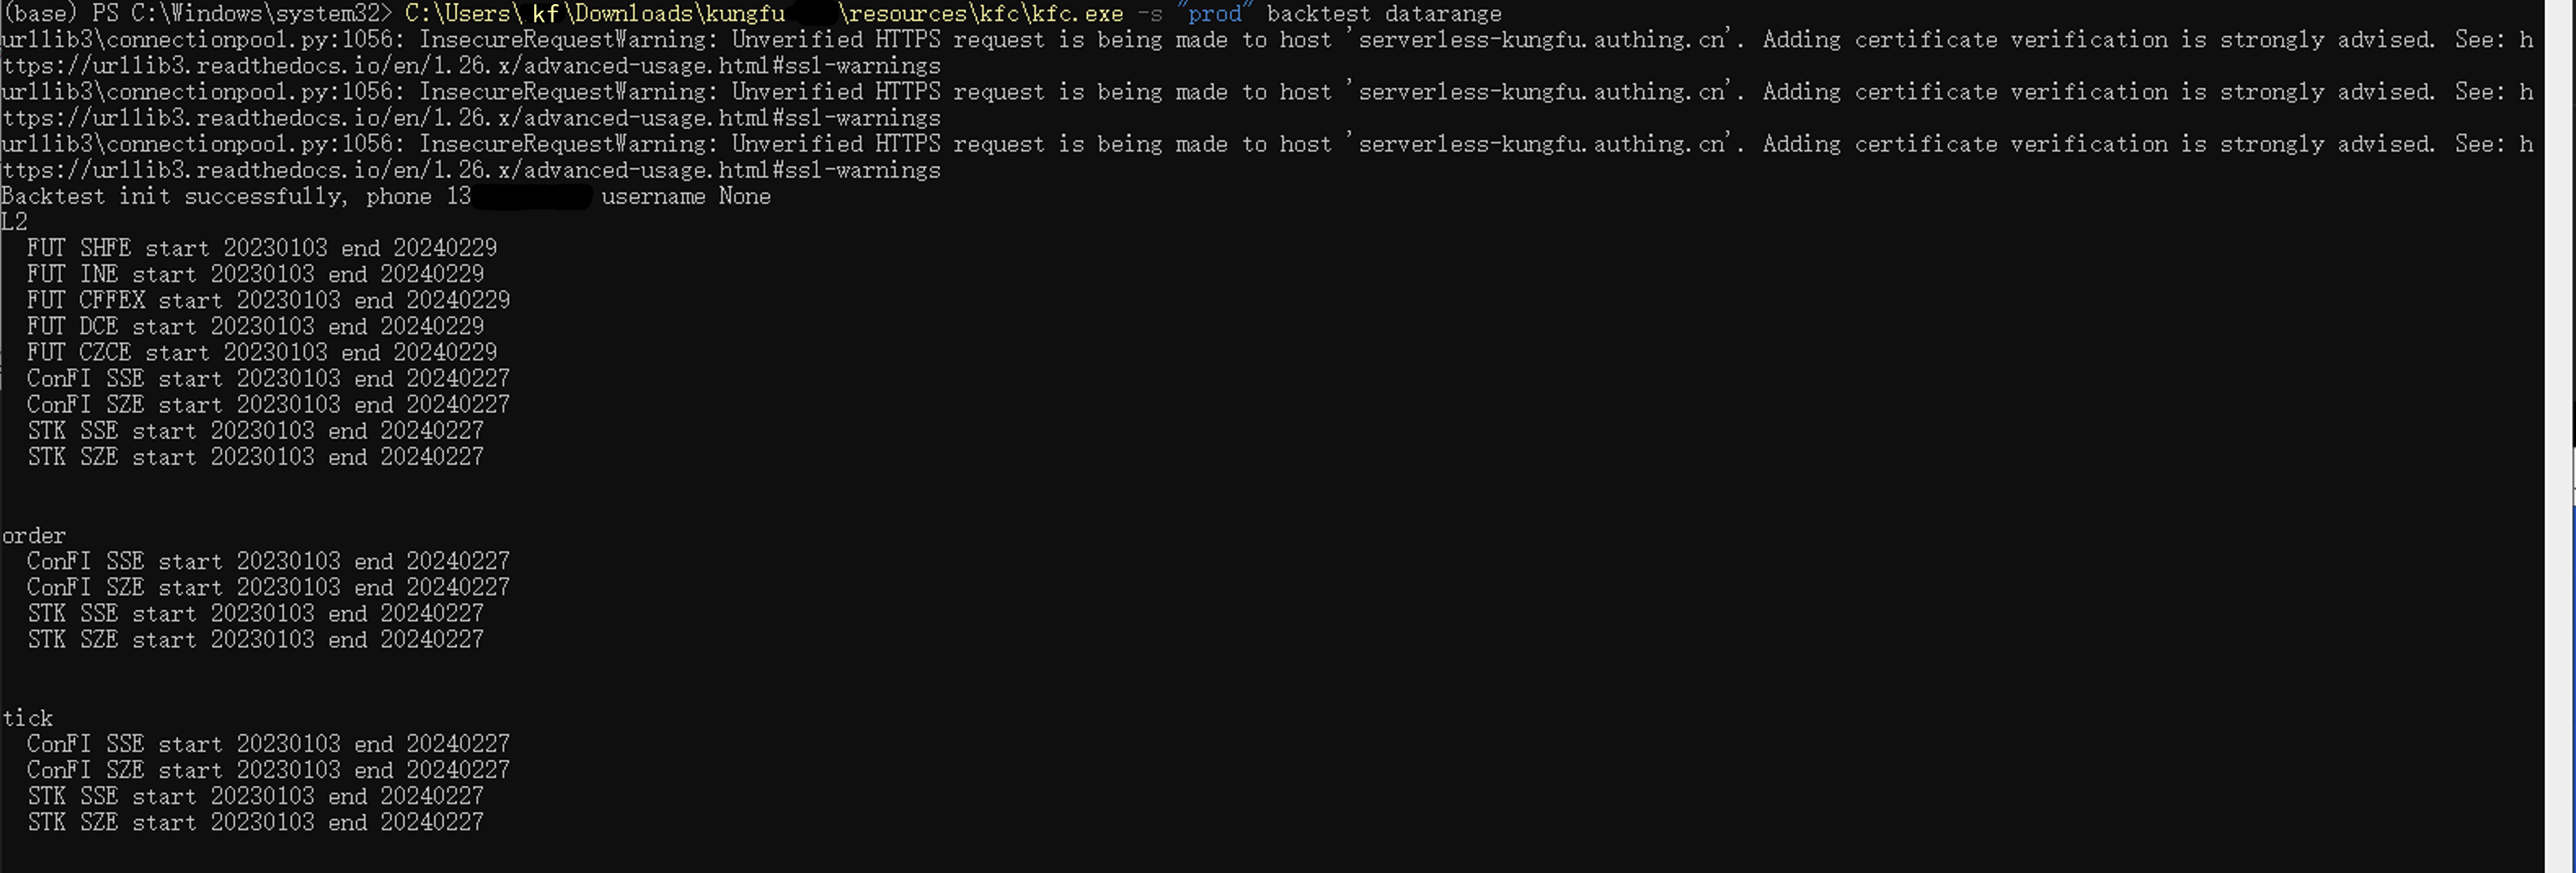 (base) PS C:\Windows\system32> C:\Users\kf\Downloads\kungfu\resources\kfc\kfc.exe -s "prod" backtest datarange
urllib3\connectionpool.py:1056: InsecureRequestWarning: Unverified HTTPS request is being made to host 'serverless-kungfu.authing.cn'. Adding certificate verification is strongly advised. See: h
ttps://urllib3.readthedocs.io/en/1.26.x/advanced-usage.html#ssl-warnings
urllib3\connectionpool.py:1056: InsecureRequestWarning: Unverified HTTPS request is being made to host 'serverless-kungfu.authing.cn'. Adding certificate verification is strongly advised. See: h
ttps://urllib3.readthedocs.io/en/1.26.x/advanced-usage.html#ssl-warnings
urllib3\connectionpool.py:1056: InsecureRequestWarning: Unverified HTTPS request is being made to host 'serverless-kungfu.authing.cn'. Adding certificate verification is strongly advised. See: h
ttps://urllib3.readthedocs.io/en/1.26.x/advanced-usage.html#ssl-warnings
Backtest init successfully, phone 13 username None
L2
FUT SHFE start 20230103 end 20240229
FUT INE start 20230103 end 20240229
FUT CFFEX start 20230103 end 20240229
FUT DCE start 20230103 end 20240229
FUT CZCE start 20230103 end 20240229
ConFI SSE start 20230103 end 20240227
ConFI SZE start 20230103 end 20240227
STK SSE start 20230103 end 20240227
STK SZE start 20230103 end 20240227
order
ConFI SSE start 20230103 end 20240227
ConFI SZE start 20230103 end 20240227
STK SSE start 20230103 end 20240227
STK SZE start 20230103 end 20240227
tick
ConFI SSE start 20230103 end 20240227
ConFI SZE start 20230103 end 20240227
STK SSE start 20230103 end 20240227
STK SZE start 20230103 end 20240227